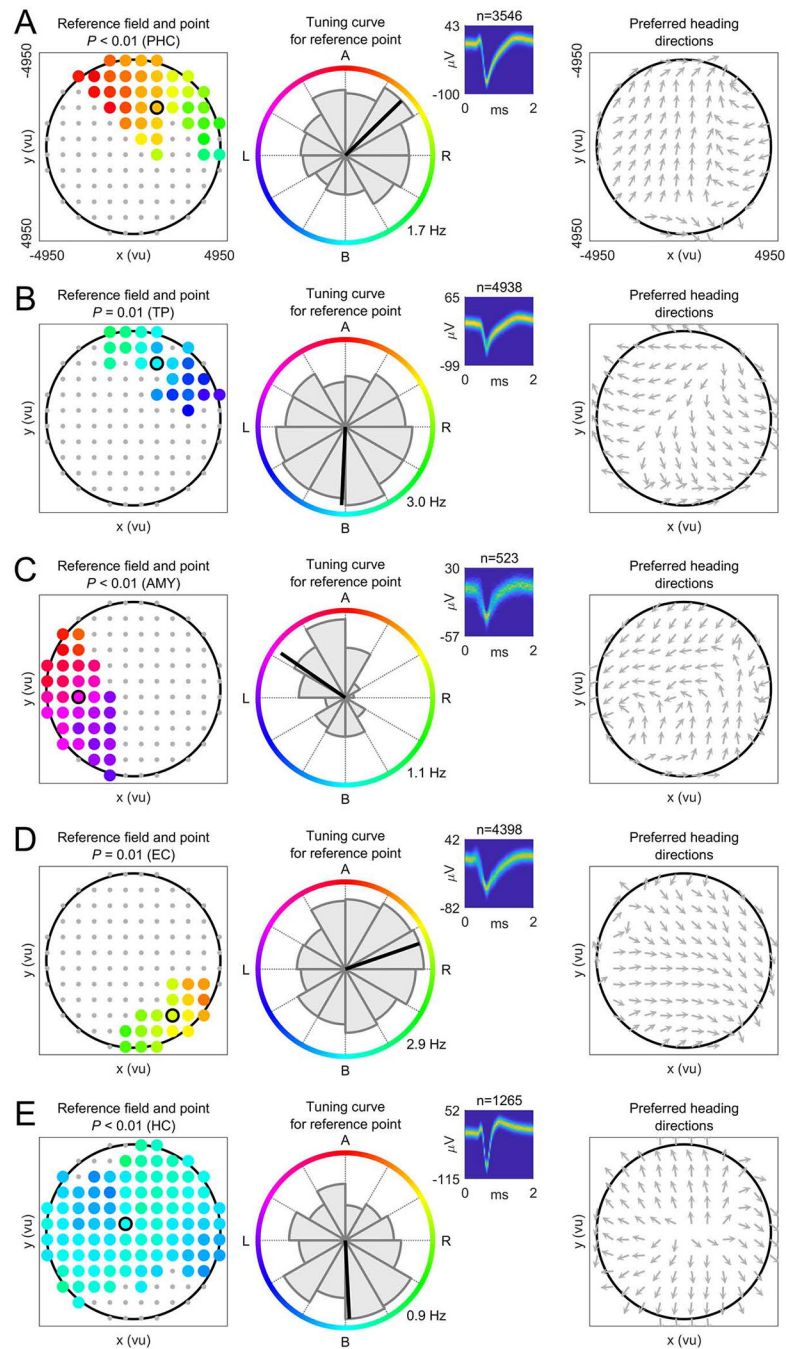 A
Reference field and point
P < 0.01 (PHC)
Tuning curve
for reference point
n=3546
Preferred heading
directions
-4950
y (vu)
4950
-4950
x (vu)
4950
A
L
R
B
1.7 Hz
43
μV
-100
0
ms
2
-4950
y (vu)
4950
-4950
x (vu)
4950
B
Reference field and point
P = 0.01 (TP)
Tuning curve
for reference point
n=4938
Preferred heading
directions
y (vu)
x (vu)
A
L
R
B
3.0 Hz
65
μV
-99
0
ms
2
y (vu)
x (vu)
C
Reference field and point
P < 0.01 (AMY)
Tuning curve
for reference point
n=523
Preferred heading
directions
y (vu)
x (vu)
A
L
R
B
1.1 Hz
30
μV
-57
0
ms
2
y (vu)
x (vu)
D
Reference field and point
P = 0.01 (EC)
Tuning curve
for reference point
n=4398
Preferred heading
directions
y (vu)
x (vu)
A
L
R
B
2.9 Hz
42
μV
-82
0
ms
2
y (vu)
x (vu)
E
Reference field and point
P < 0.01 (HC)
Tuning curve
for reference point
n=1265
Preferred heading
directions
y (vu)
x (vu)
A
L
R
B
0.9 Hz
52
μV
-115
0
ms
2
y (vu)
x (vu)